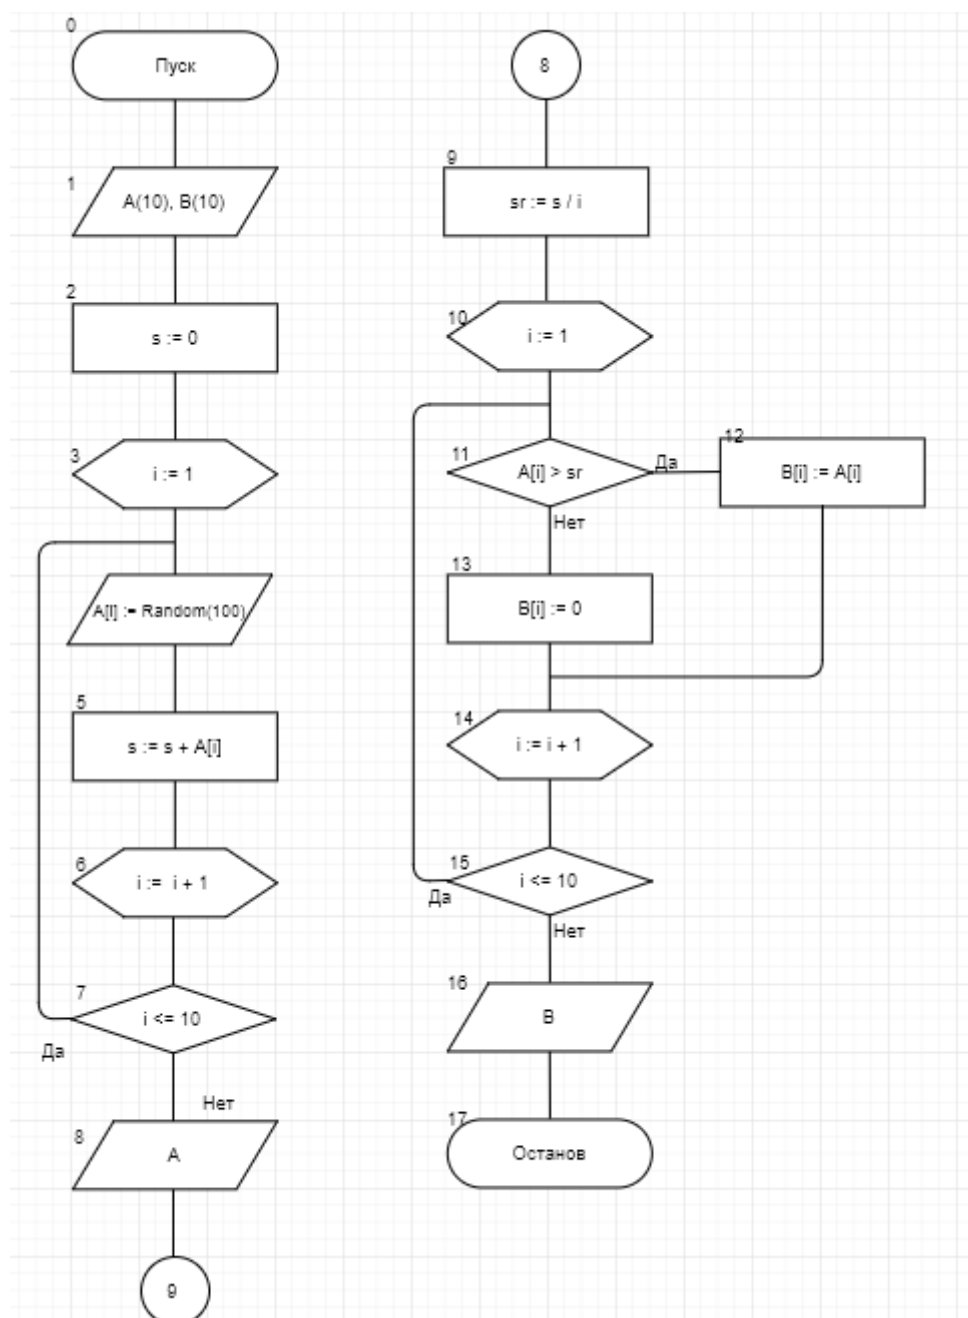 0
Пуск
1
A(10), B(10)
2
s := 0
3
i := 1
A[i] := Random(100)
5
s := s + A[i]
6
i := i + 1
7
i <= 10
Да
Нет
8
A
9
8
9
sr := s / i
10
i := 1
11
A[i] > sr
Да
12
B[i] := A[i]
Нет
13
B[i] := 0
14
i := i + 1
15
i <= 10
Да
Нет
16
B
17
Останов